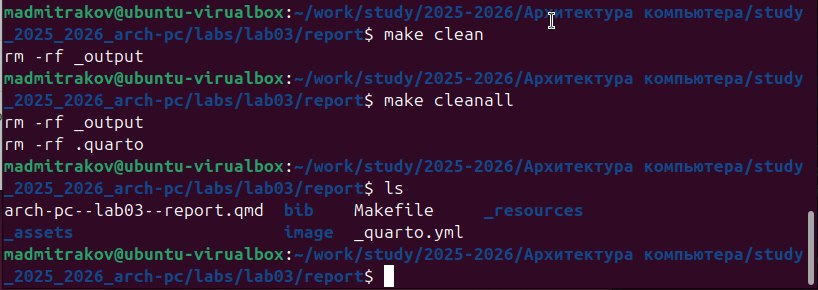 madmitrakov@ubuntu-virualbox:~/work/study/2025-2026/Архитектура компьютера/study
_2025_2026_arch-pc/labs/lab03/report$ make clean
rm -rf _output
madmitrakov@ubuntu-virualbox:~/work/study/2025-2026/Архитектура компьютера/study
_2025_2026_arch-pc/labs/lab03/report$ make cleanall
rm -rf _output
rm -rf .quarto
madmitrakov@ubuntu-virualbox:~/work/study/2025-2026/Архитектура компьютера/study
_2025_2026_arch-pc/labs/lab03/report$ ls
arch-pc--lab03--report.qmd  bib    Makefile     _resources
_assets                     image  _quarto.yml
madmitrakov@ubuntu-virualbox:~/work/study/2025-2026/Архитектура компьютера/study
_2025_2026_arch-pc/labs/lab03/report$